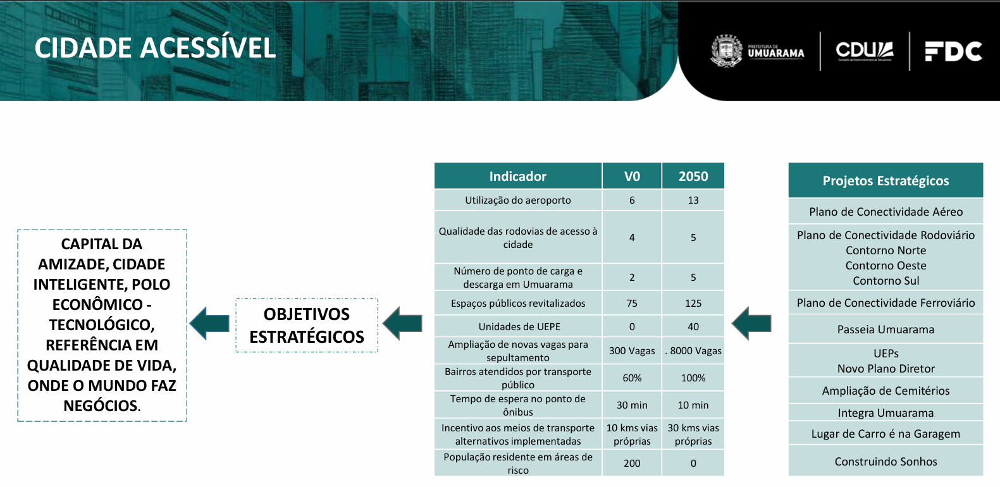 CIDADE ACESSÍVEL
PREFEITURA DE
UMUARAMA
CDU
Conselho de Desenvolvimento de Umuarama
FDC
CAPITAL DA
AMIZADE, CIDADE
INTELIGENTE, POLO
ECONÔMICO -
TECNOLÓGICO,
REFERÊNCIA EM
QUALIDADE DE VIDA,
ONDE O MUNDO FAZ
NEGÓCIOS.
OBJETIVOS
ESTRATÉGICOS
Indicador V0 2050
Utilização do aeroporto 6 13
Qualidade das rodovias de acesso à
cidade 4 5
Número de ponto de carga e
descarga em Umuarama 2 5
Espaços públicos revitalizados 75 125
Unidades de UEPE 0 40
Ampliação de novas vagas para
sepultamento 300 Vagas . 8000 Vagas
Bairros atendidos por transporte
público 60% 100%
Tempo de espera no ponto de
ônibus 30 min 10 min
Incentivo aos meios de transporte 10 kms vias 30 kms vias
alternativos implementadas próprias próprias
População residente em áreas de
risco 200 0
Projetos Estratégicos
Plano de Conectividade Aéreo
Plano de Conectividade Rodoviário
Contorno Norte
Contorno Oeste
Contorno Sul
Plano de Conectividade Ferroviário
Passeia Umuarama
UEPs
Novo Plano Diretor
Ampliação de Cemitérios
Integra Umuarama
Lugar de Carro é na Garagem
Construindo Sonhos